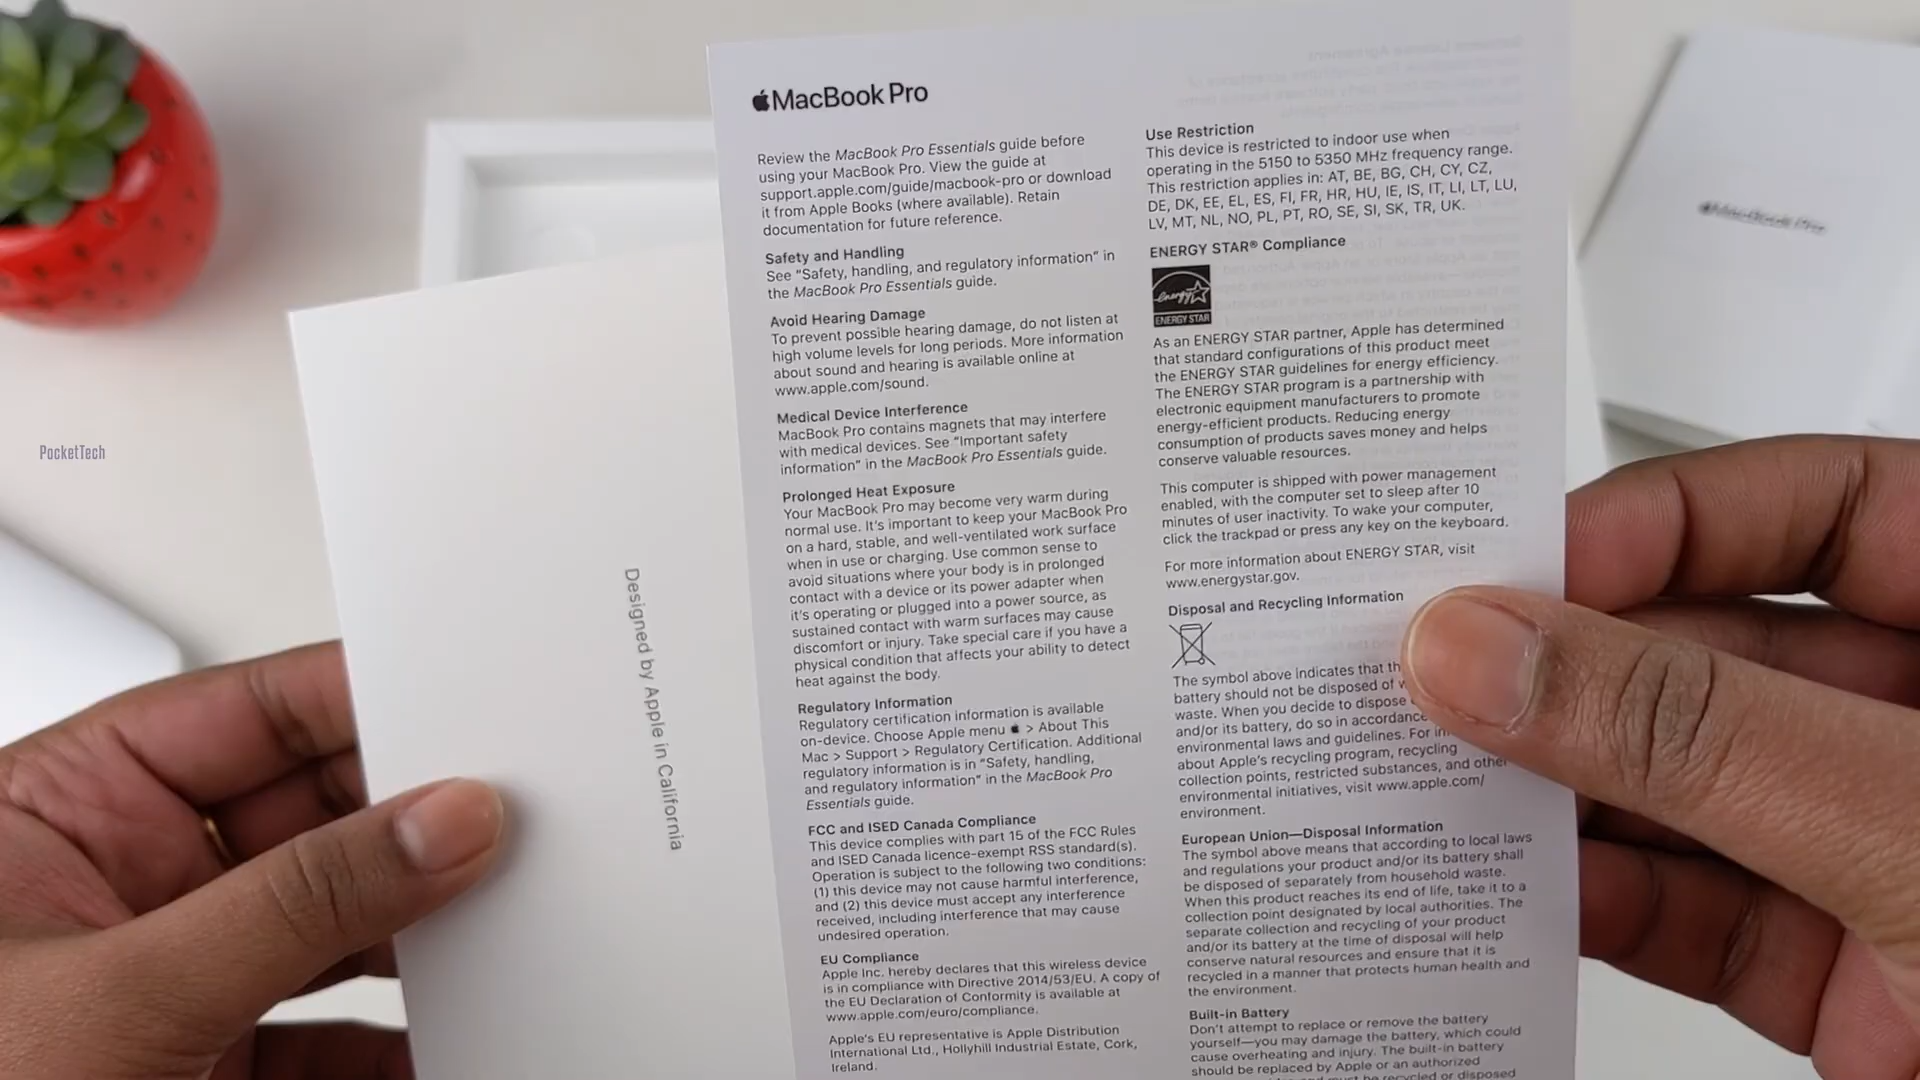 MacBook Pro
Review the MacBook Pro Essentials guide before
using your MacBook Pro. View the guide at
support.apple.com/guide/macbook-pro or download
it from Apple Books (where available). Retain
documentation for future reference.
Safety and Handling
See “Safety, handling, and regulatory information” in
the MacBook Pro Essentials guide.
Avoid Hearing Damage
To prevent possible hearing damage, do not listen at
high volume levels for long periods. More information
about sound and hearing is available online at
www.apple.com/sound.
Medical Device Interference
MacBook Pro contains magnets that may interfere
with medical devices. See “Important safety
information” in the MacBook Pro Essentials guide.
Prolonged Heat Exposure
Your MacBook Pro may become very warm during
normal use. It’s important to keep your MacBook Pro
on a hard, stable, and well-ventilated work surface
when in use or charging. Use common sense to
avoid situations where your body is in prolonged
contact with a device or its power adapter when
it’s operating or plugged into a power source, as
sustained contact with warm surfaces may cause
discomfort or injury. Take special care if you have a
physical condition that affects your ability to detect
heat against the body.
Regulatory Information
Regulatory certification information is available
on-device. Choose Apple menu > About This
Mac > Support > Regulatory Certification. Additional
regulatory information is in “Safety, handling,
and regulatory information” in the MacBook Pro
Essentials guide.
FCC and ISED Canada Compliance
This device complies with part 15 of the FCC Rules
and ISED Canada licence-exempt RSS standard(s).
Operation is subject to the following two conditions:
(1) this device may not cause harmful interference,
and (2) this device must accept any interference
received, including interference that may cause
undesired operation.
EU Compliance
Apple Inc. hereby declares that this wireless device
is in compliance with Directive 2014/53/EU. A copy of
the EU Declaration of Conformity is available at
www.apple.com/euro/compliance.
Apple’s EU representative is Apple Distribution
International Ltd., Hollyhill Industrial Estate, Cork,
Ireland.
Use Restriction
This device is restricted to indoor use when
operating in the 5150 to 5350 MHz frequency range.
This restriction applies in: AT, BE, BG, CH, CY, CZ,
DE, DK, EE, EL, ES, FI, FR, HR, HU, IE, IS, IT, LI, LT, LU,
LV, MT, NL, NO, PL, PT, RO, SE, SI, SK, TR, UK.
ENERGY STAR® Compliance
energy
ENERGY STAR
As an ENERGY STAR partner, Apple has determined
that standard configurations of this product meet
the ENERGY STAR guidelines for energy efficiency.
The ENERGY STAR program is a partnership with
electronic equipment manufacturers to promote
energy-efficient products. Reducing energy
consumption of products saves money and helps
conserve valuable resources.
This computer is shipped with power management
enabled, with the computer set to sleep after 10
minutes of user inactivity. To wake your computer,
click the trackpad or press any key on the keyboard.
For more information about ENERGY STAR, visit
www.energystar.gov.
Disposal and Recycling Information
The symbol above indicates that
battery should not be disposed of
waste. When you decide to dispose
and/or its battery, do so in accordance
environmental laws and guidelines. For
about Apple’s recycling program, recycling
collection points, restricted substances, and other
environmental initiatives, visit www.apple.com/
environment.
European Union—Disposal Information
The symbol above means that according to local laws
and regulations your product and/or its battery shall
be disposed of separately from household waste.
When this product reaches its end of life, take it to a
collection point designated by local authorities. The
separate collection and recycling of your product
and/or its battery at the time of disposal will help
conserve natural resources and ensure that it is
recycled in a manner that protects human health and
the environment.
Built-in Battery
Don’t attempt to replace or remove the battery
yourself—you may damage the battery, which could
cause overheating and injury. The built-in battery
should be replaced by Apple or an authorized
must be recycled or disposed
Designed by Apple in California
MacBook Pro
PocketTech